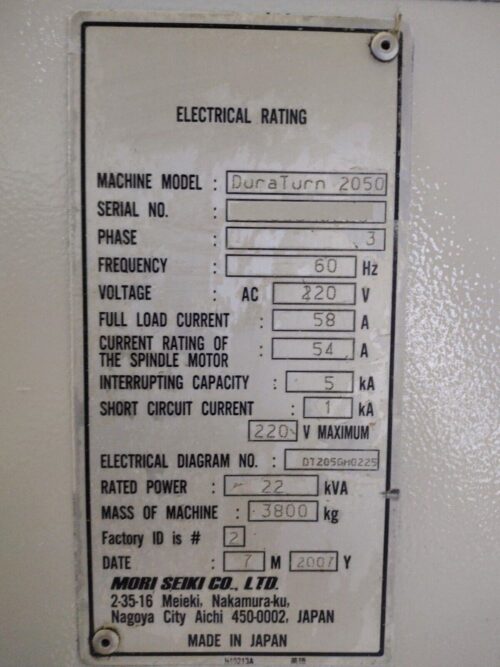 ELECTRICAL RATING
MACHINE MODEL : DuraTurn 2050
SERIAL NO. :
PHASE : 3
FREQUENCY : 60 Hz
VOLTAGE : AC 220 V
FULL LOAD CURRENT : 58 A
CURRENT RATING OF
THE SPINDLE MOTOR : 54 A
INTERRUPTING CAPACITY : 5 kA
SHORT CIRCUIT CURRENT : 1 kA
220 V MAXIMUM
ELECTRICAL DIAGRAM NO. : DT205GM0225
RATED POWER : 22 kVA
MASS OF MACHINE : 3800 kg
Factory ID is # 2
DATE : 7 M 2007 Y
MORI SEIKI CO., LTD.
2-35-16 Meieki, Nakamura-ku,
Nagoya City Aichi 450-0002, JAPAN
MADE IN JAPAN